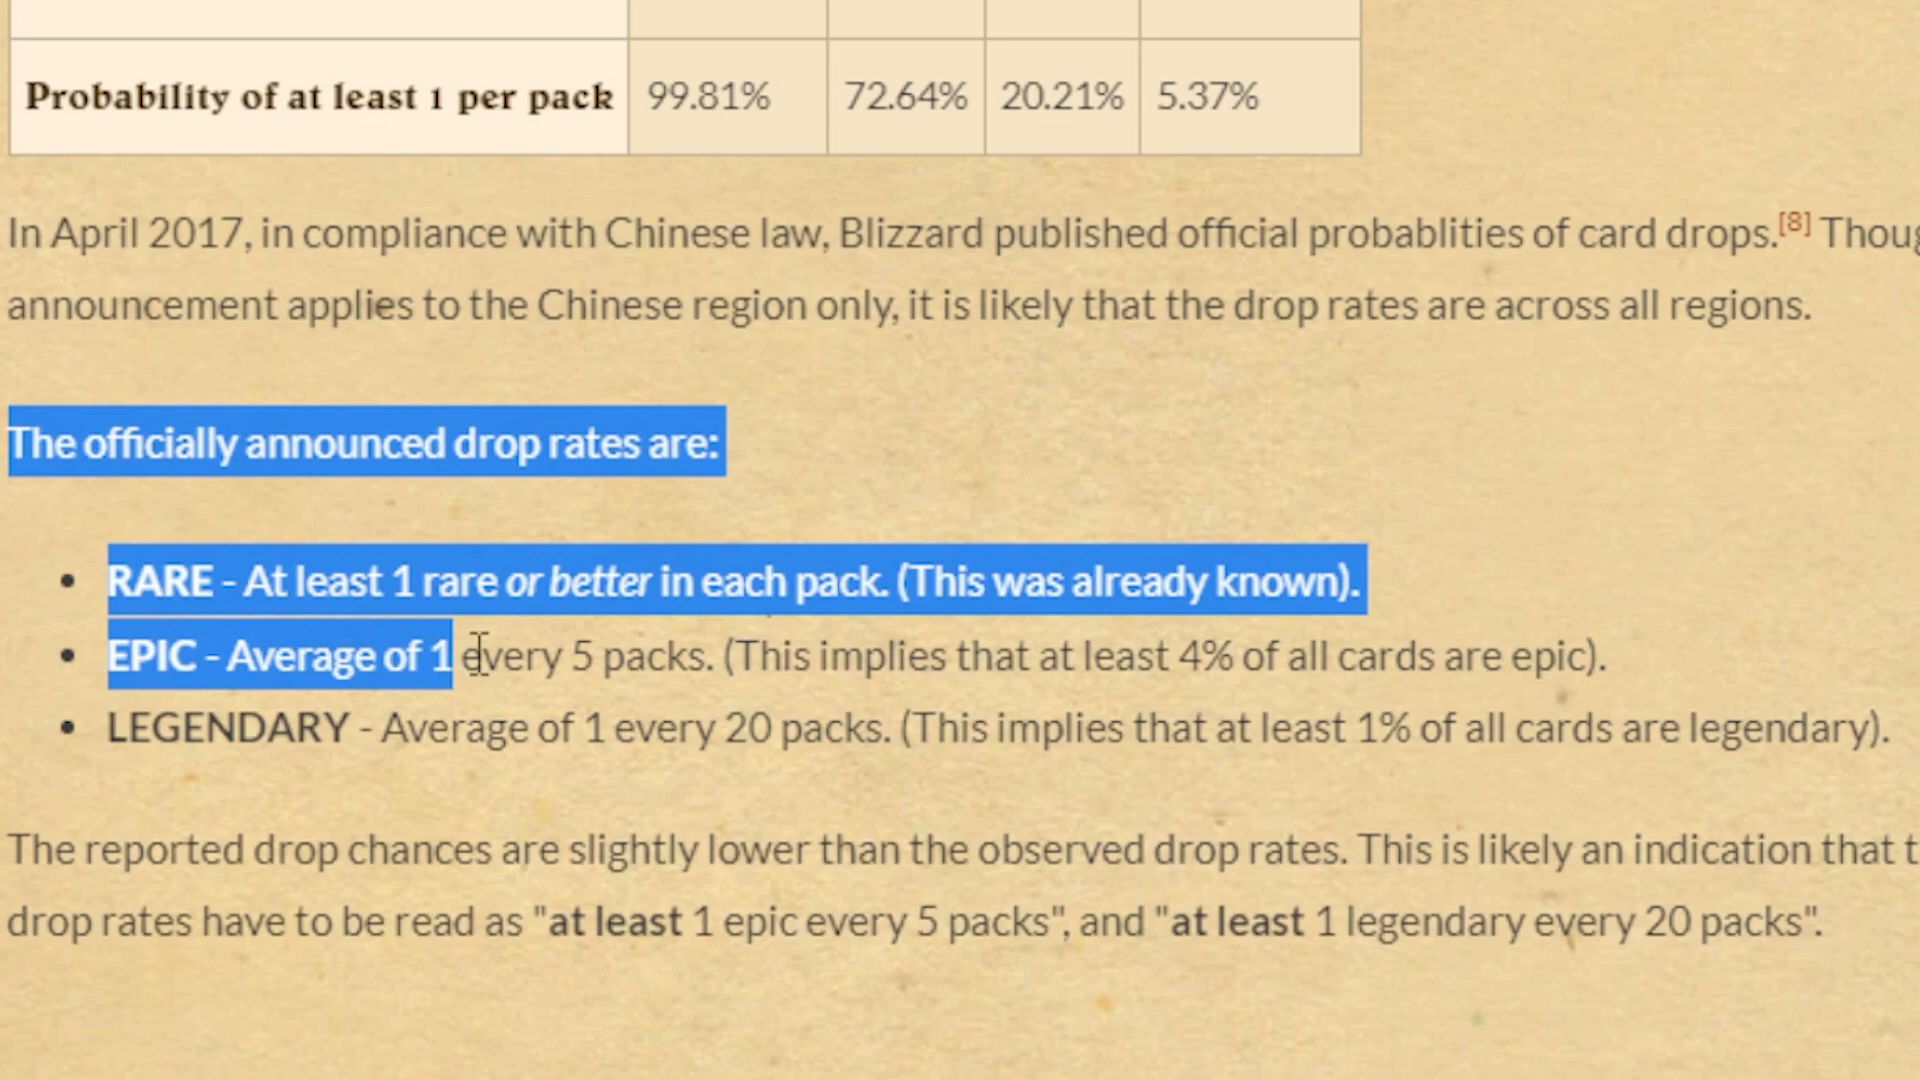 Probability of at least 1 per pack 99.81% 72.64% 20.21% 5.37%
In April 2017, in compliance with Chinese law, Blizzard published official probablities of card drops.[8]
announcement applies to the Chinese region only, it is likely that the drop rates are across all regions.
The officially announced drop rates are:
RARE - At least 1 rare or better in each pack. (This was already known).
EPIC - Average of 1 every 5 packs. (This implies that at least 4% of all cards are epic).
LEGENDARY - Average of 1 every 20 packs. (This implies that at least 1% of all cards are legendary).
The reported drop chances are slightly lower than the observed drop rates. This is likely an indication that
drop rates have to be read as "at least 1 epic every 5 packs", and "at least 1 legendary every 20 packs".